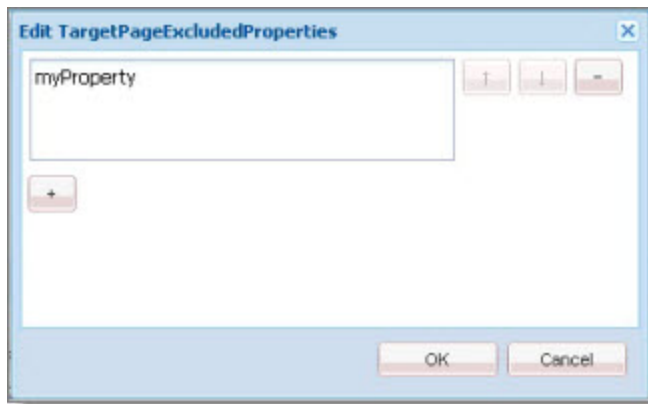 Edit TargetPageExcludedProperties
myProperty
↑ ↓ -
+
OK Cancel